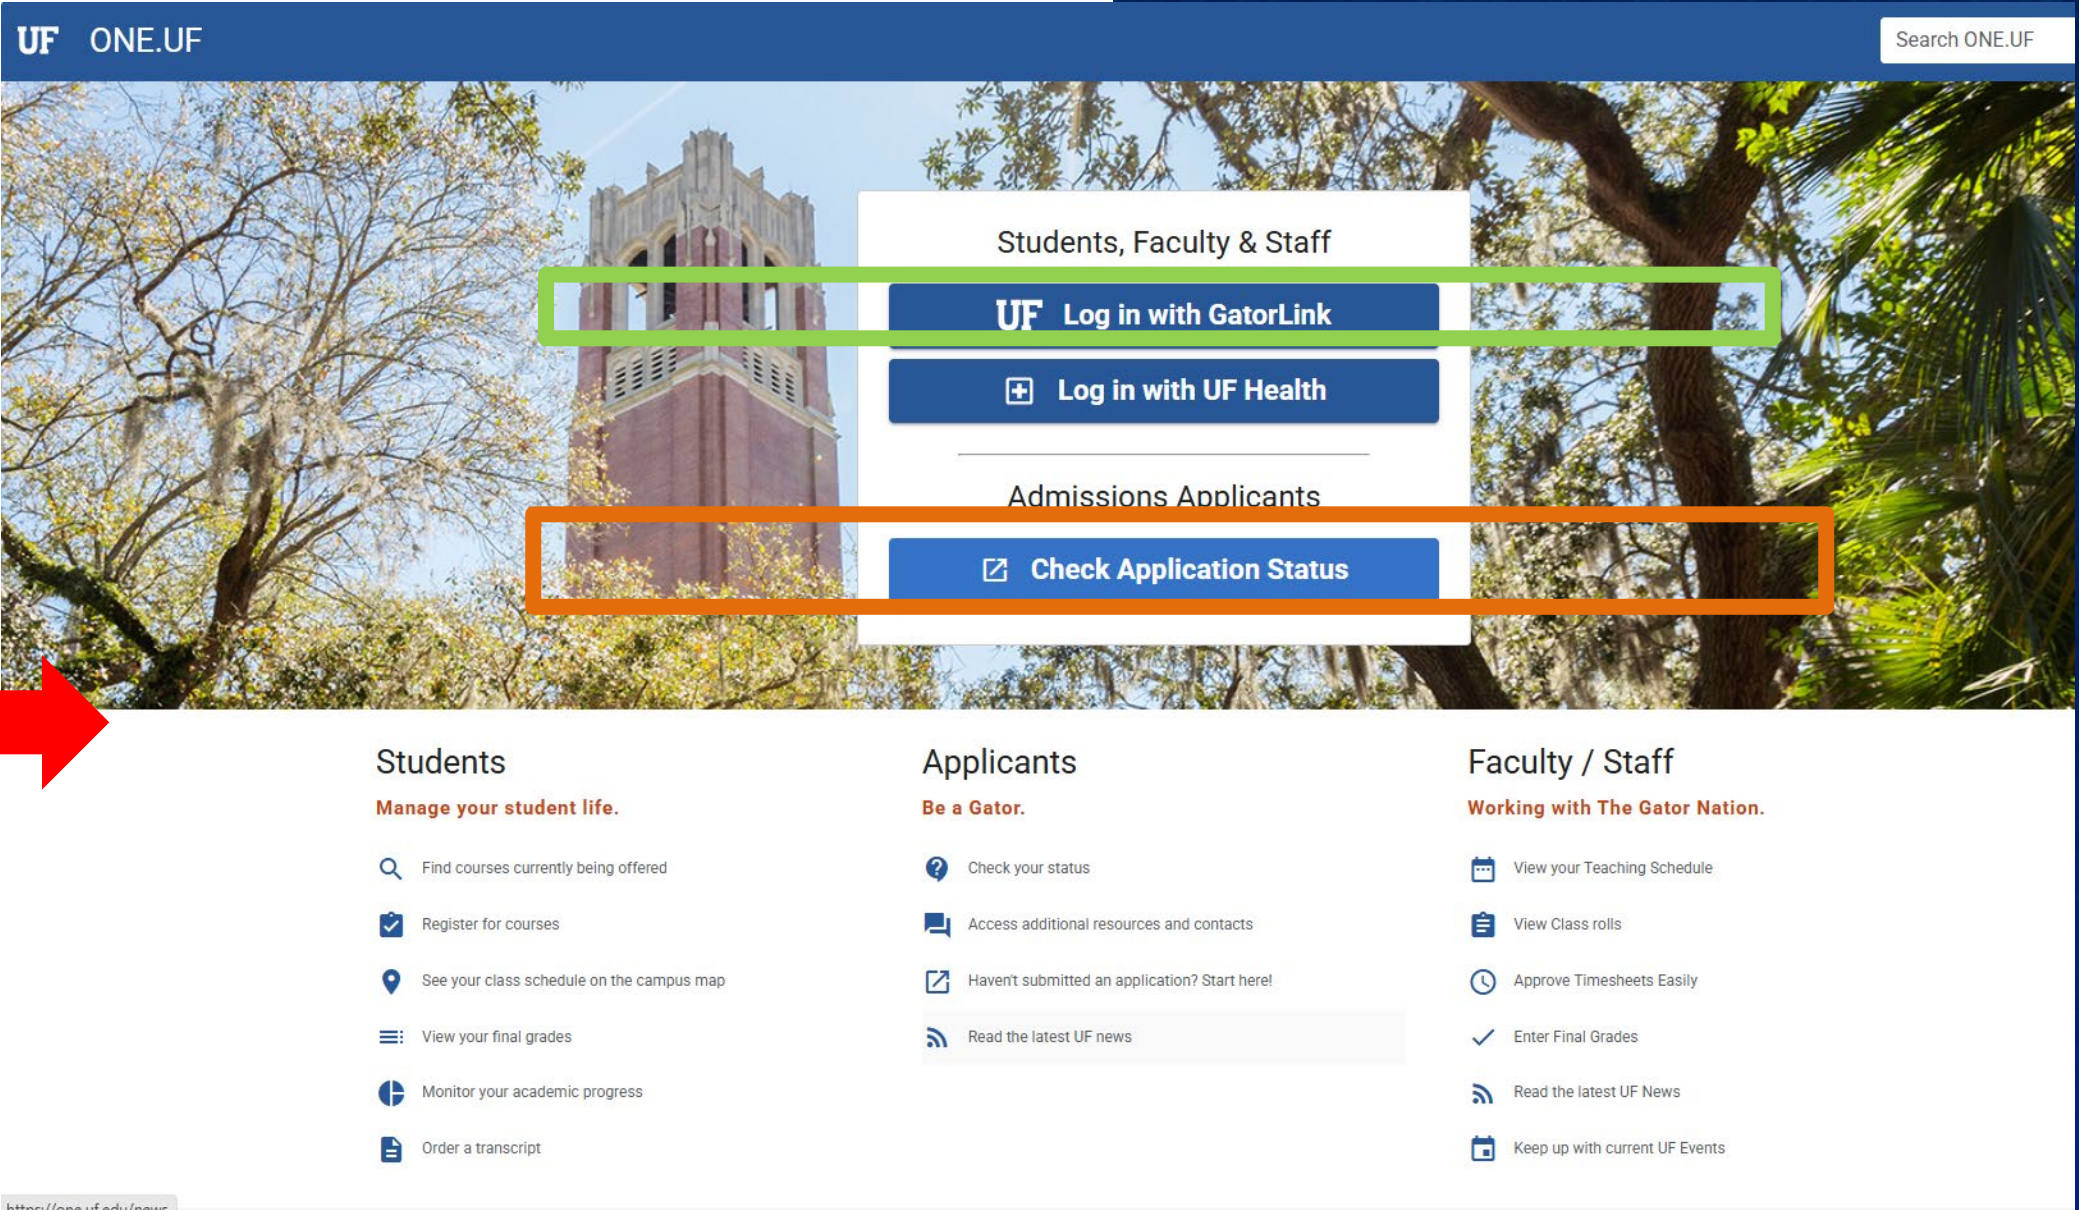 UF ONE.UF
Search ONE.UF
Students, Faculty & Staff
UF Log in with GatorLink
Log in with UF Health
Admissions Applicants
Check Application Status
Students
Manage your student life.
Find courses currently being offered
Register for courses
See your class schedule on the campus map
View your final grades
Monitor your academic progress
Order a transcript
Applicants
Be a Gator.
Check your status
Access additional resources and contacts
Haven't submitted an application? Start here!
Read the latest UF news
Faculty / Staff
Working with The Gator Nation.
View your Teaching Schedule
View Class rolls
Approve Timesheets Easily
Enter Final Grades
Read the latest UF News
Keep up with current UF Events
https://one.uf.edu/news